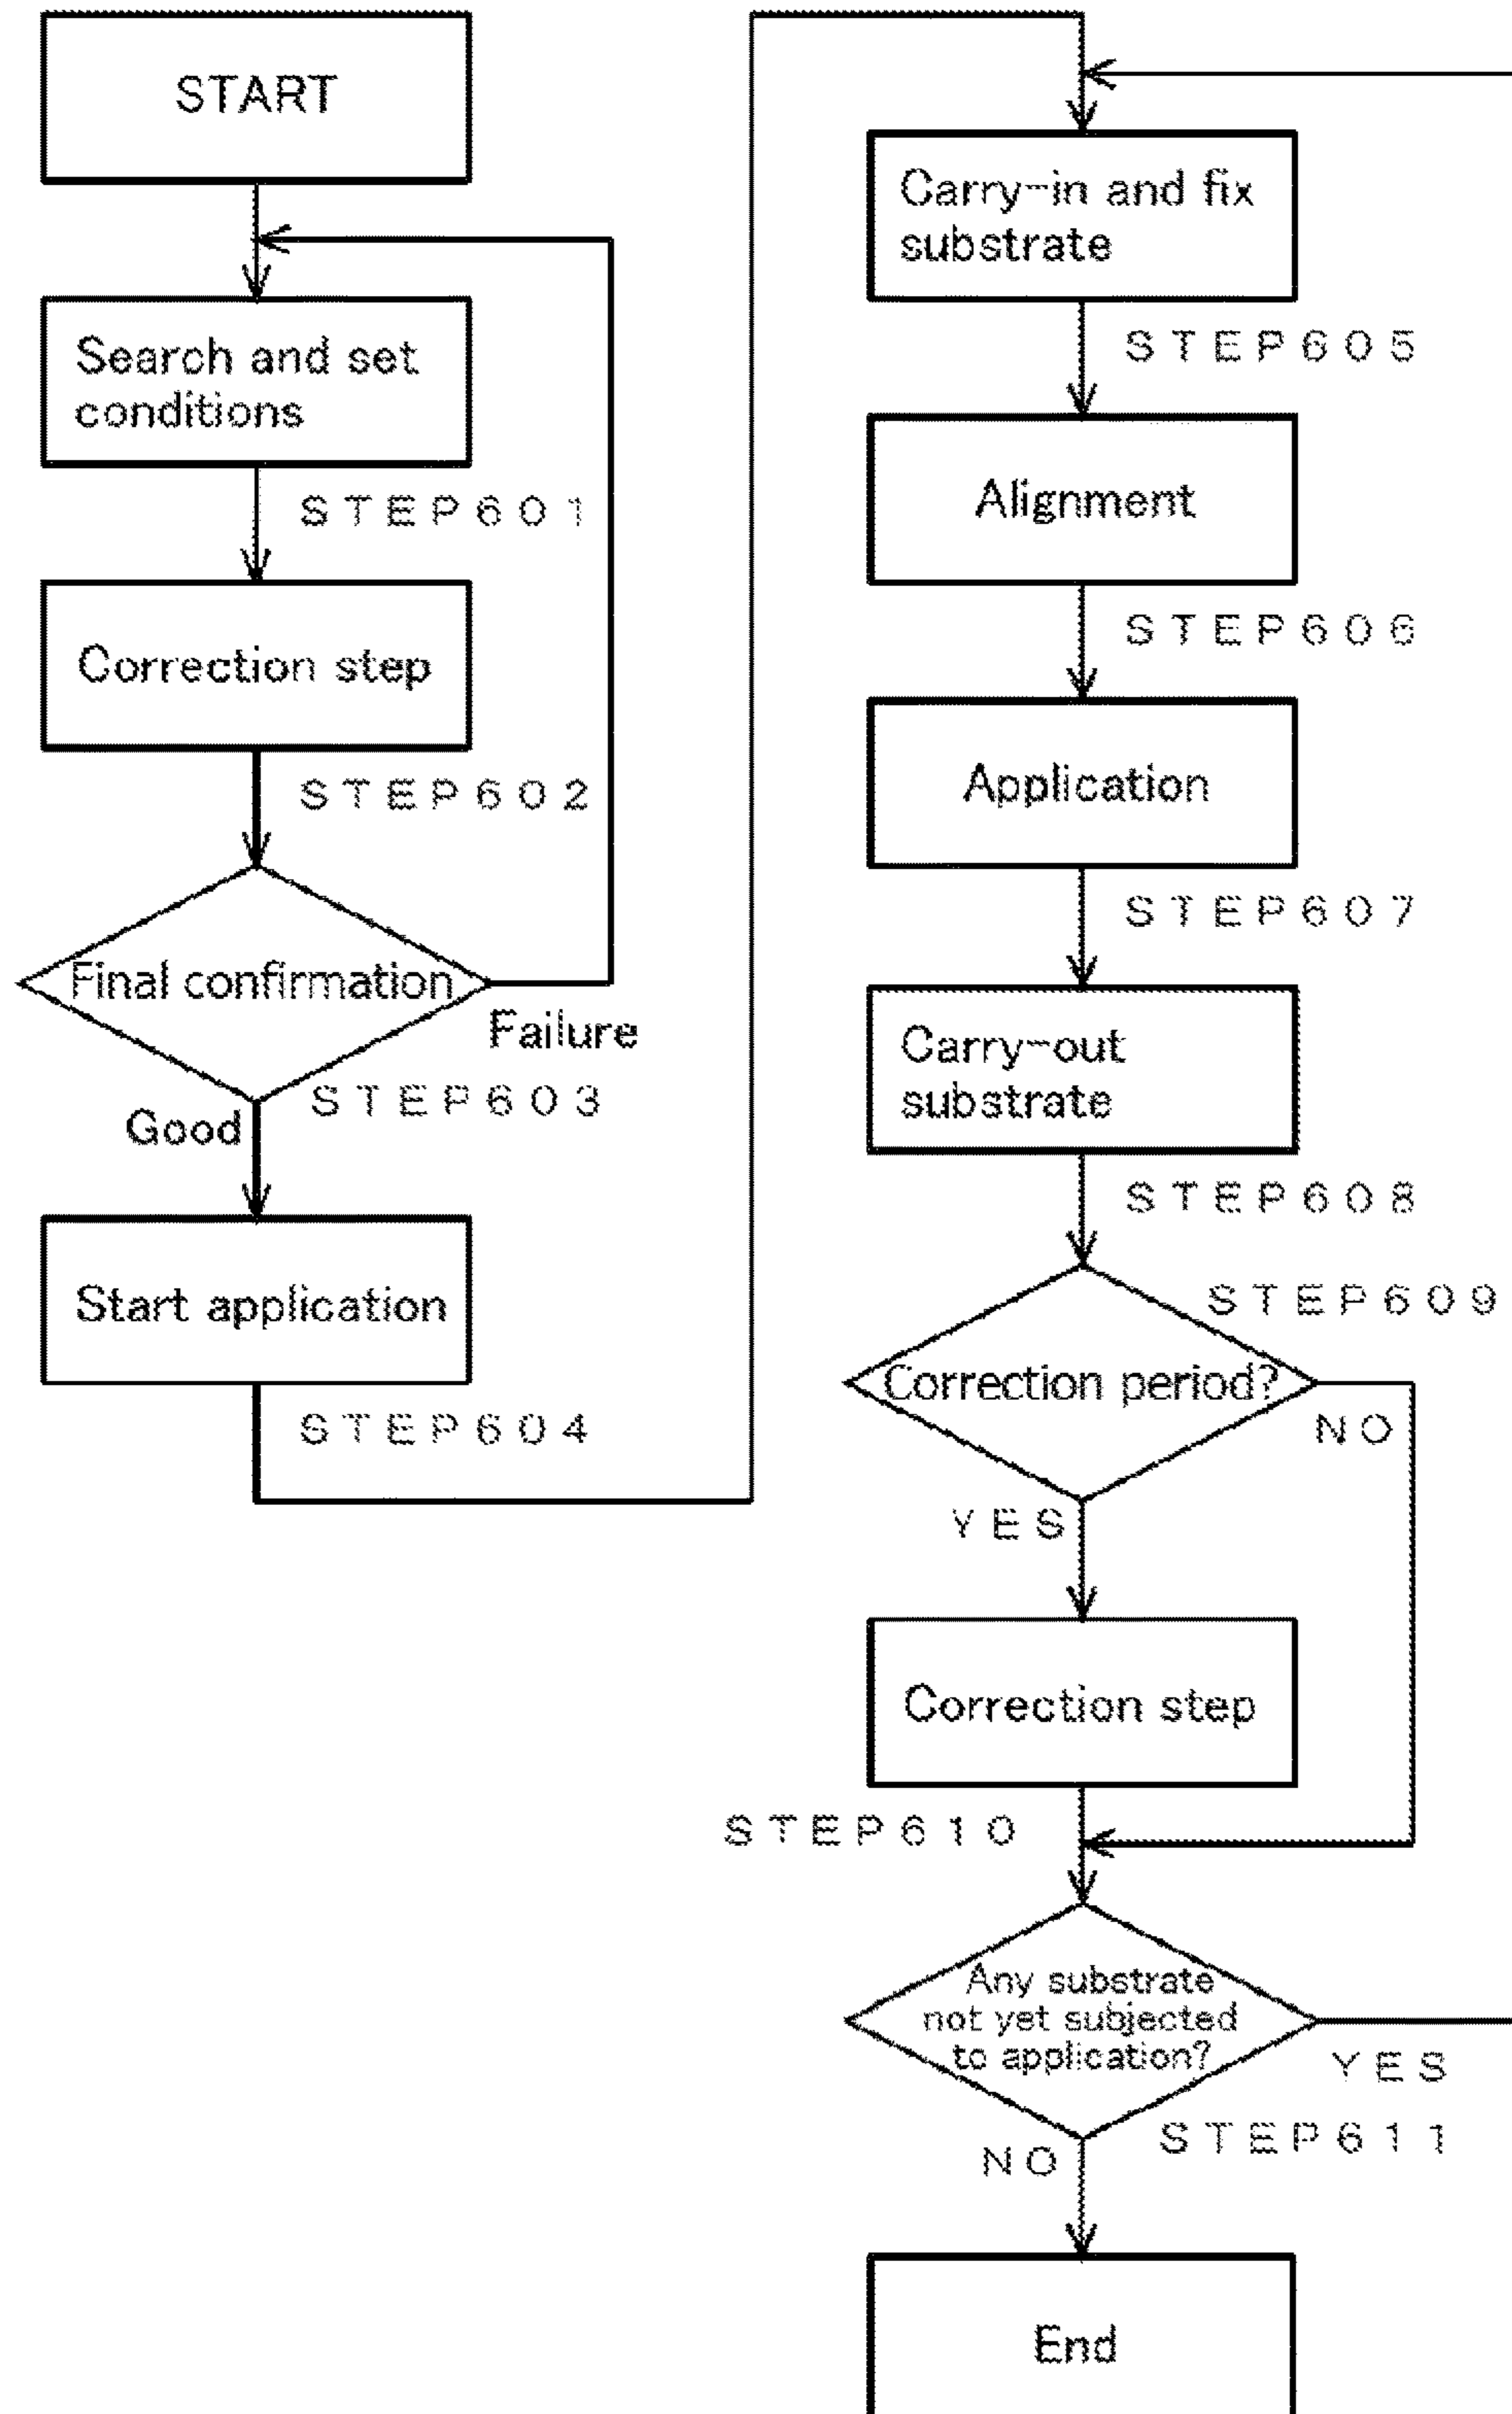 START
Search and set
conditions
STEP601
Correction step
STEP602
Final confirmation
Failure
STEP603
Good
Start application
STEP604
Carry-in and fix
substrate
STEP605
Alignment
STEP606
Application
STEP607
Carry-out
substrate
STEP608
STEP609
Correction period?
NO
YES
Correction step
STEP610
Any substrate
not yet subjected
to application?
YES
STEP611
NO
End